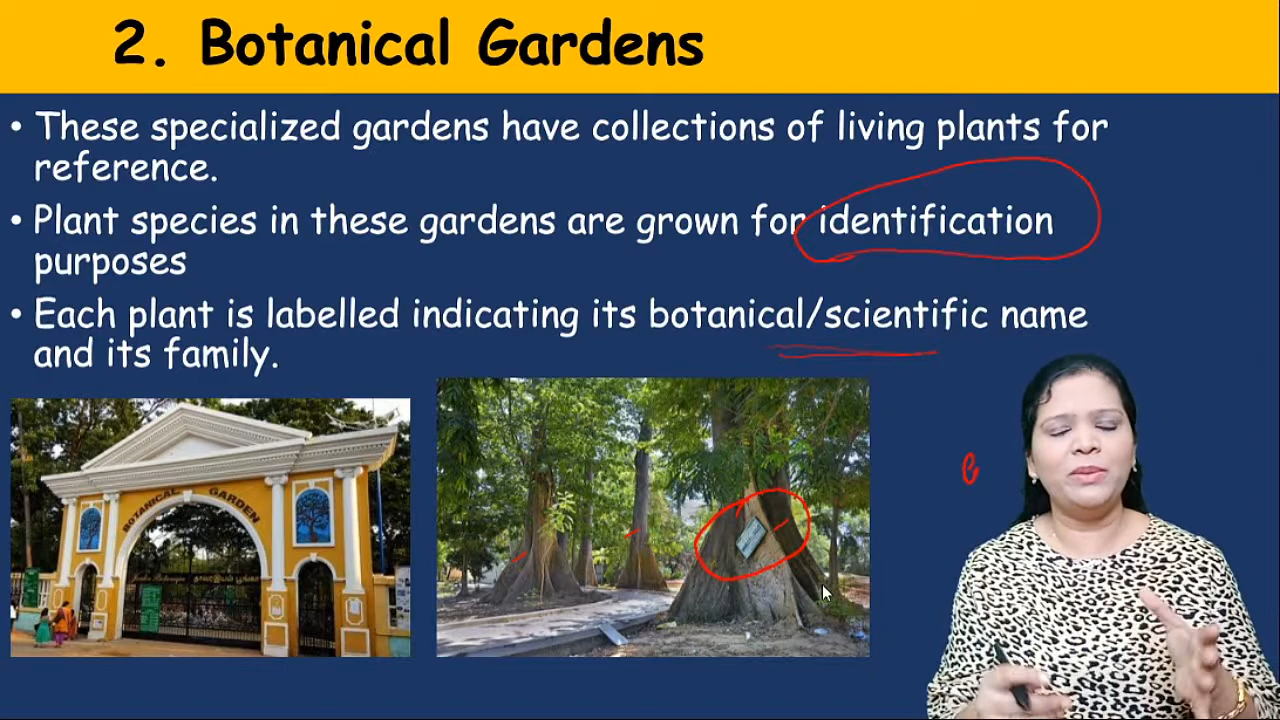 2. Botanical Gardens
• These specialized gardens have collections of living plants for
reference.
• Plant species in these gardens are grown for identification
purposes
• Each plant is labelled indicating its botanical/scientific name
and its family.
BOTANICAL GARDEN